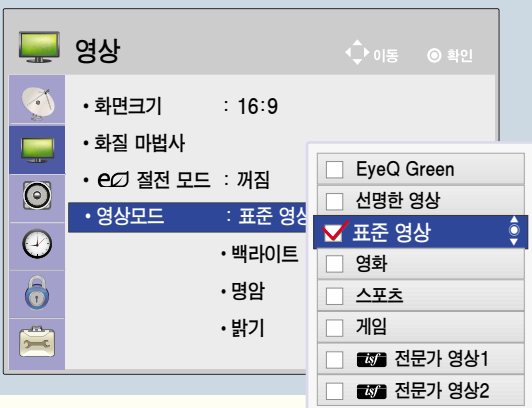 영상
이동 확인
• 화면크기 : 16:9
• 화질 마법사
• 절전 모드 : 꺼짐
• 영상모드 : 표준 영상
• 백라이트
• 명암
• 밝기
EyeQ Green
선명한 영상
표준 영상
영화
스포츠
게임
isf 전문가 영상1
isf 전문가 영상2